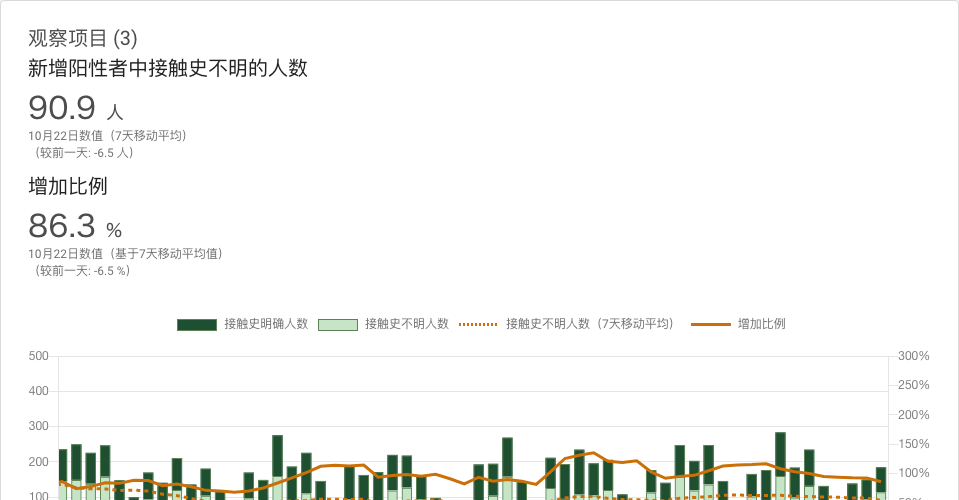 观察项目 (3)
新增阳性者中接触史不明的人数
90.9 人
10月22日数值（7天移动平均）
（较前一天: -6.5 人）
增加比例
86.3 %
10月22日数值（基于7天移动平均值）
（较前一天: -6.5 %）
接触史明确人数 接触史不明人数 接触史不明人数（7天移动平均） 增加比例
500 300%
250%
400
200%
300
150%
200
100%
100